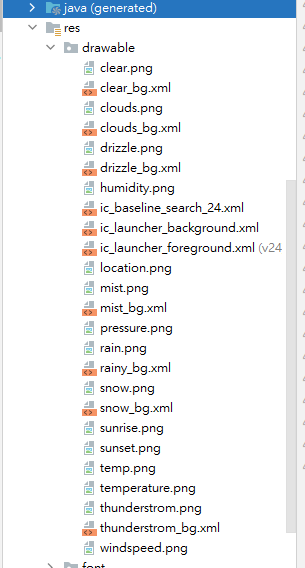 java (generated)
res
drawable
clear.png
clear_bg.xml
clouds.png
clouds_bg.xml
drizzle.png
drizzle_bg.xml
humidity.png
ic_baseline_search_24.xml
ic_launcher_background.xml
ic_launcher_foreground.xml (v24
location.png
mist.png
mist_bg.xml
pressure.png
rain.png
rainy_bg.xml
snow.png
snow_bg.xml
sunrise.png
sunset.png
temp.png
temperature.png
thunderstrom.png
thunderstrom_bg.xml
windspeed.png
font